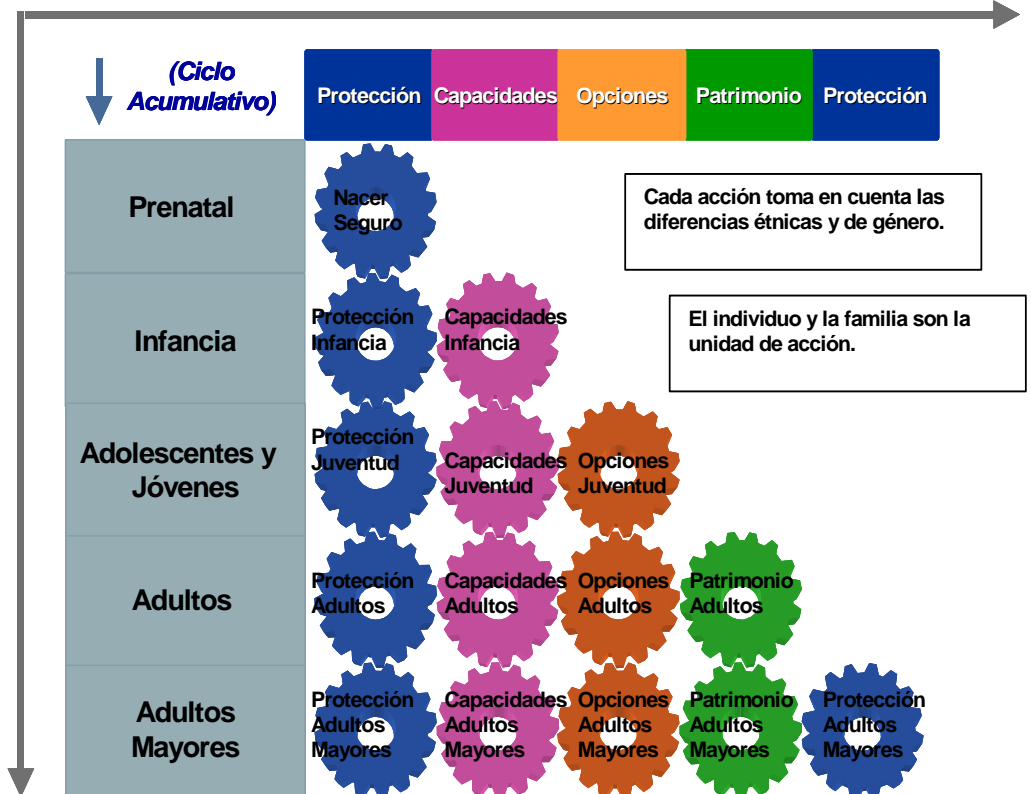 (Ciclo
Acumulativo)
Protección
Capacidades
Opciones
Patrimonio
Protección
Prenatal
Nacer
Seguro
Cada acción toma en cuenta las
diferencias étnicas y de género.
Infancia
Protección
Infancia
Capacidades
Infancia
El individuo y la familia son la
unidad de acción.
Adolescentes y
Jóvenes
Protección
Juventud
Capacidades
Juventud
Opciones
Juventud
Adultos
Protección
Adultos
Capacidades
Adultos
Opciones
Adultos
Patrimonio
Adultos
Adultos
Mayores
Protección
Adultos
Mayores
Capacidades
Adultos
Mayores
Opciones
Adultos
Mayores
Patrimonio
Adultos
Mayores
Protección
Adultos
Mayores